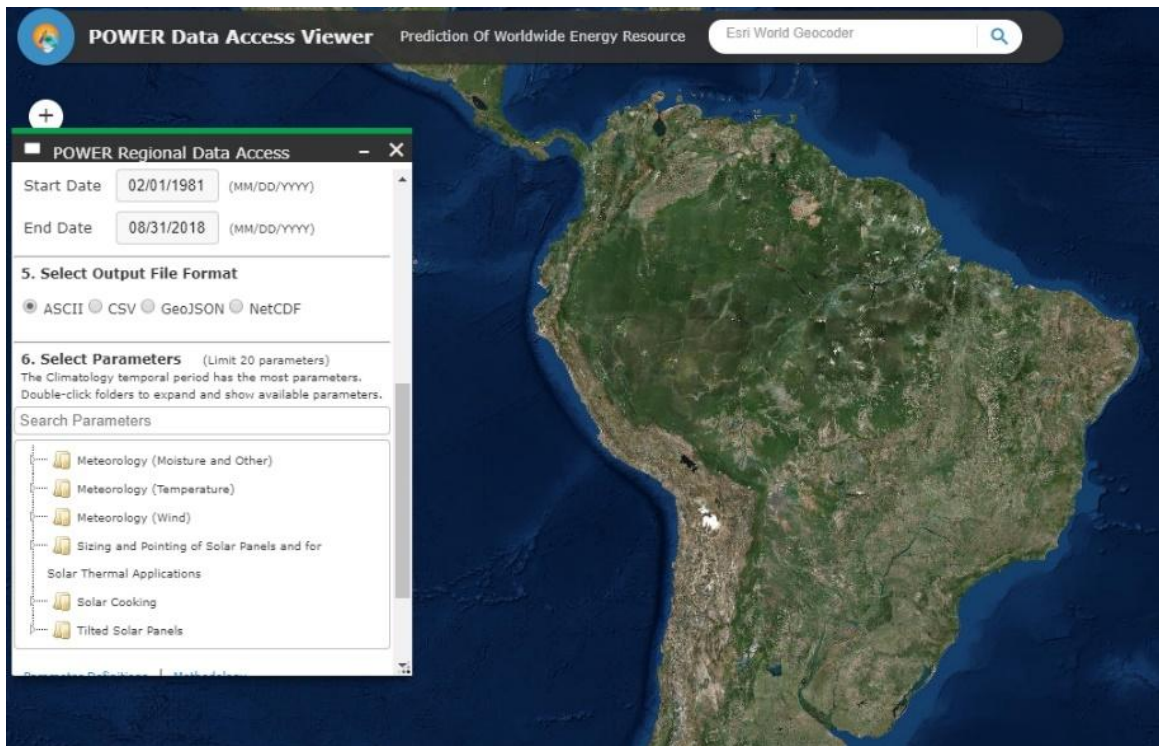 POWER Data Access Viewer Prediction Of Worldwide Energy Resource Esri World Geocoder
+
POWER Regional Data Access
Start Date 02/01/1981 (MM/DD/YYYY)
End Date 08/31/2018 (MM/DD/YYYY)
5. Select Output File Format
ASCII CSV GeoJSON NetCDF
6. Select Parameters (Limit 20 parameters)
The Climatology temporal period has the most parameters.
Double-click folders to expand and show available parameters.
Search Parameters
Meteorology (Moisture and Other)
Meteorology (Temperature)
Meteorology (Wind)
Sizing and Pointing of Solar Panels and for
Solar Thermal Applications
Solar Cooking
Tilted Solar Panels
Parameter Definitions | Methodology